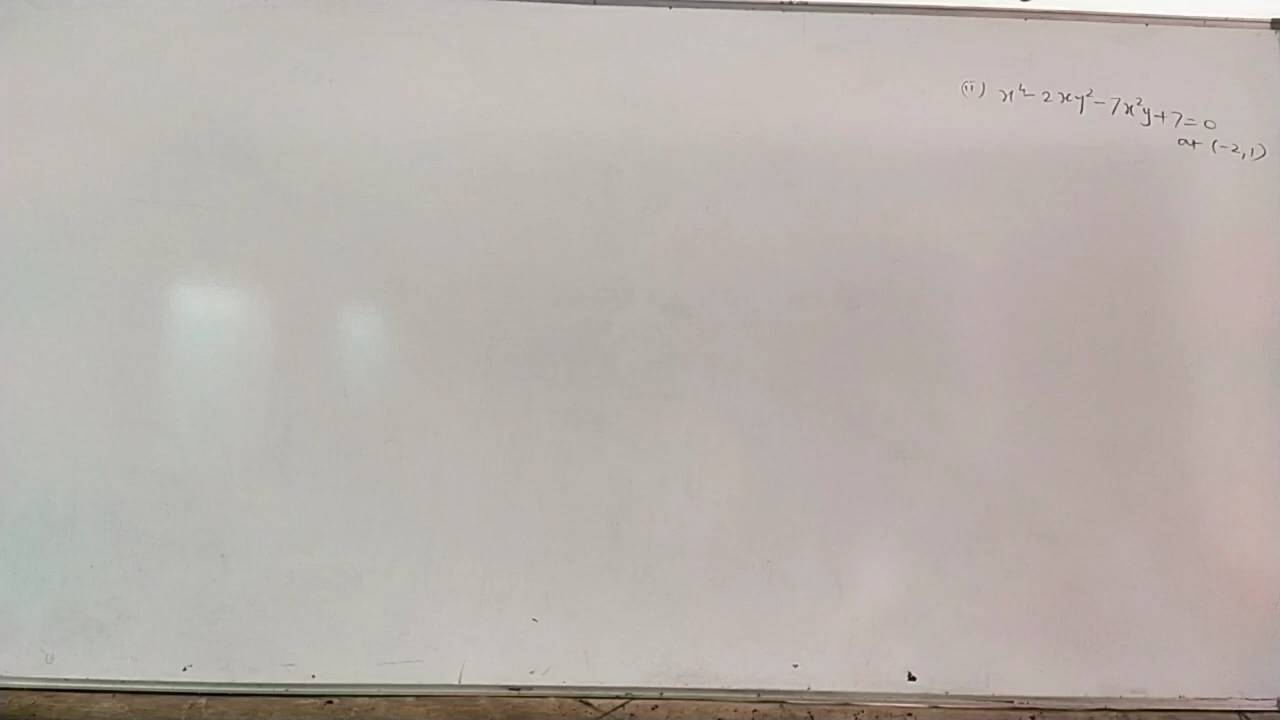 (ii) x⁴ - 2xy² - 7x²y + 7 = 0
at (-2, 1)